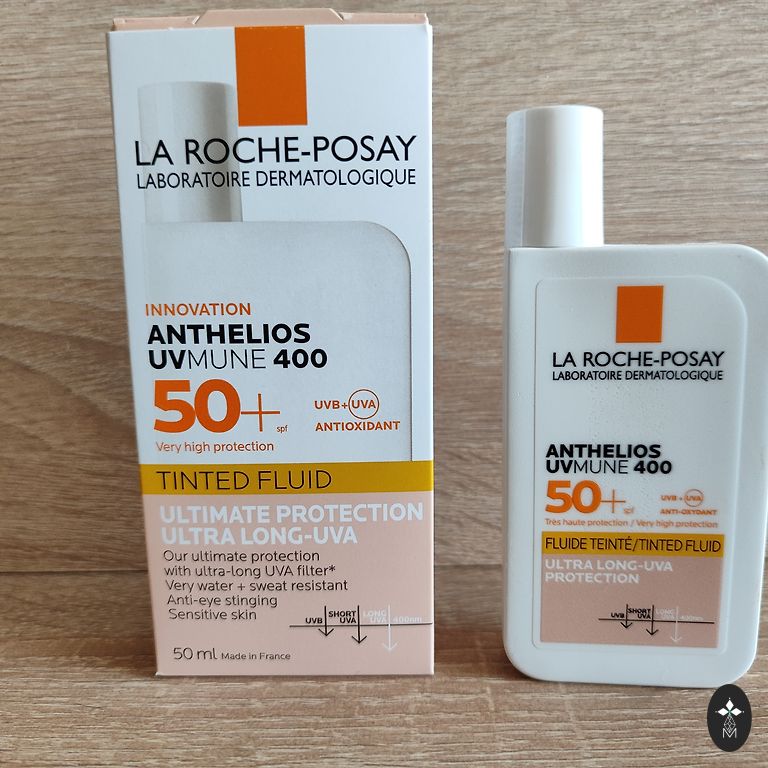 LA ROCHE-POSAY
LABORATOIRE DERMATOLOGIQUE
INNOVATION
ANTHELIOS
UVMUNE 400
50+ spf
UVB + UVA
ANTIOXIDANT
Very high protection
TINTED FLUID
ULTIMATE PROTECTION
ULTRA LONG-UVA
Our ultimate protection
with ultra-long UVA filter*
Very water + sweat resistant
Anti-eye stinging
Sensitive skin
UVB SHORT UVA LONG UVA 400nm
50 ml Made in France
LA ROCHE-POSAY
LABORATOIRE DERMATOLOGIQUE
ANTHELIOS
UVMUNE 400
50+ spf
UVB + UVA
ANTI-OXYDANT
Très haute protection / Very high protection
FLUIDE TEINTÉ/TINTED FLUID
ULTRA LONG-UVA
PROTECTION
UVB SHORT UVA LONG UVA 400nm
M